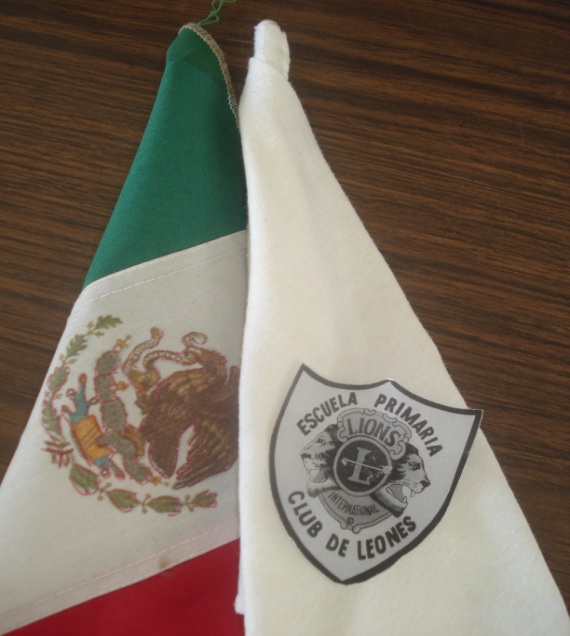 ESCUELA PRIMARIA
LIONS
L
INTERNATIONAL
CLUB DE LEONES